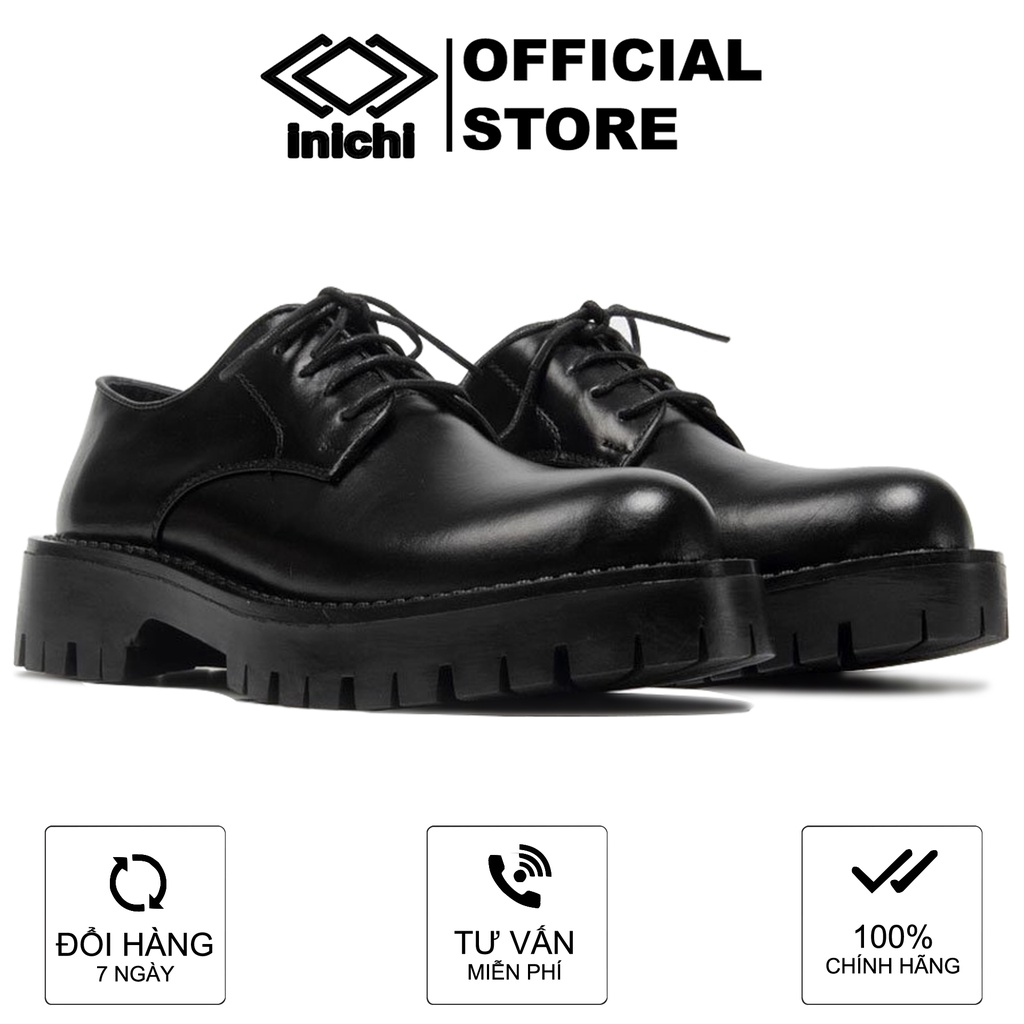 inichi
OFFICIAL
STORE
ĐỔI HÀNG
7 NGÀY
TƯ VẤN
MIỄN PHÍ
100%
CHÍNH HÃNG